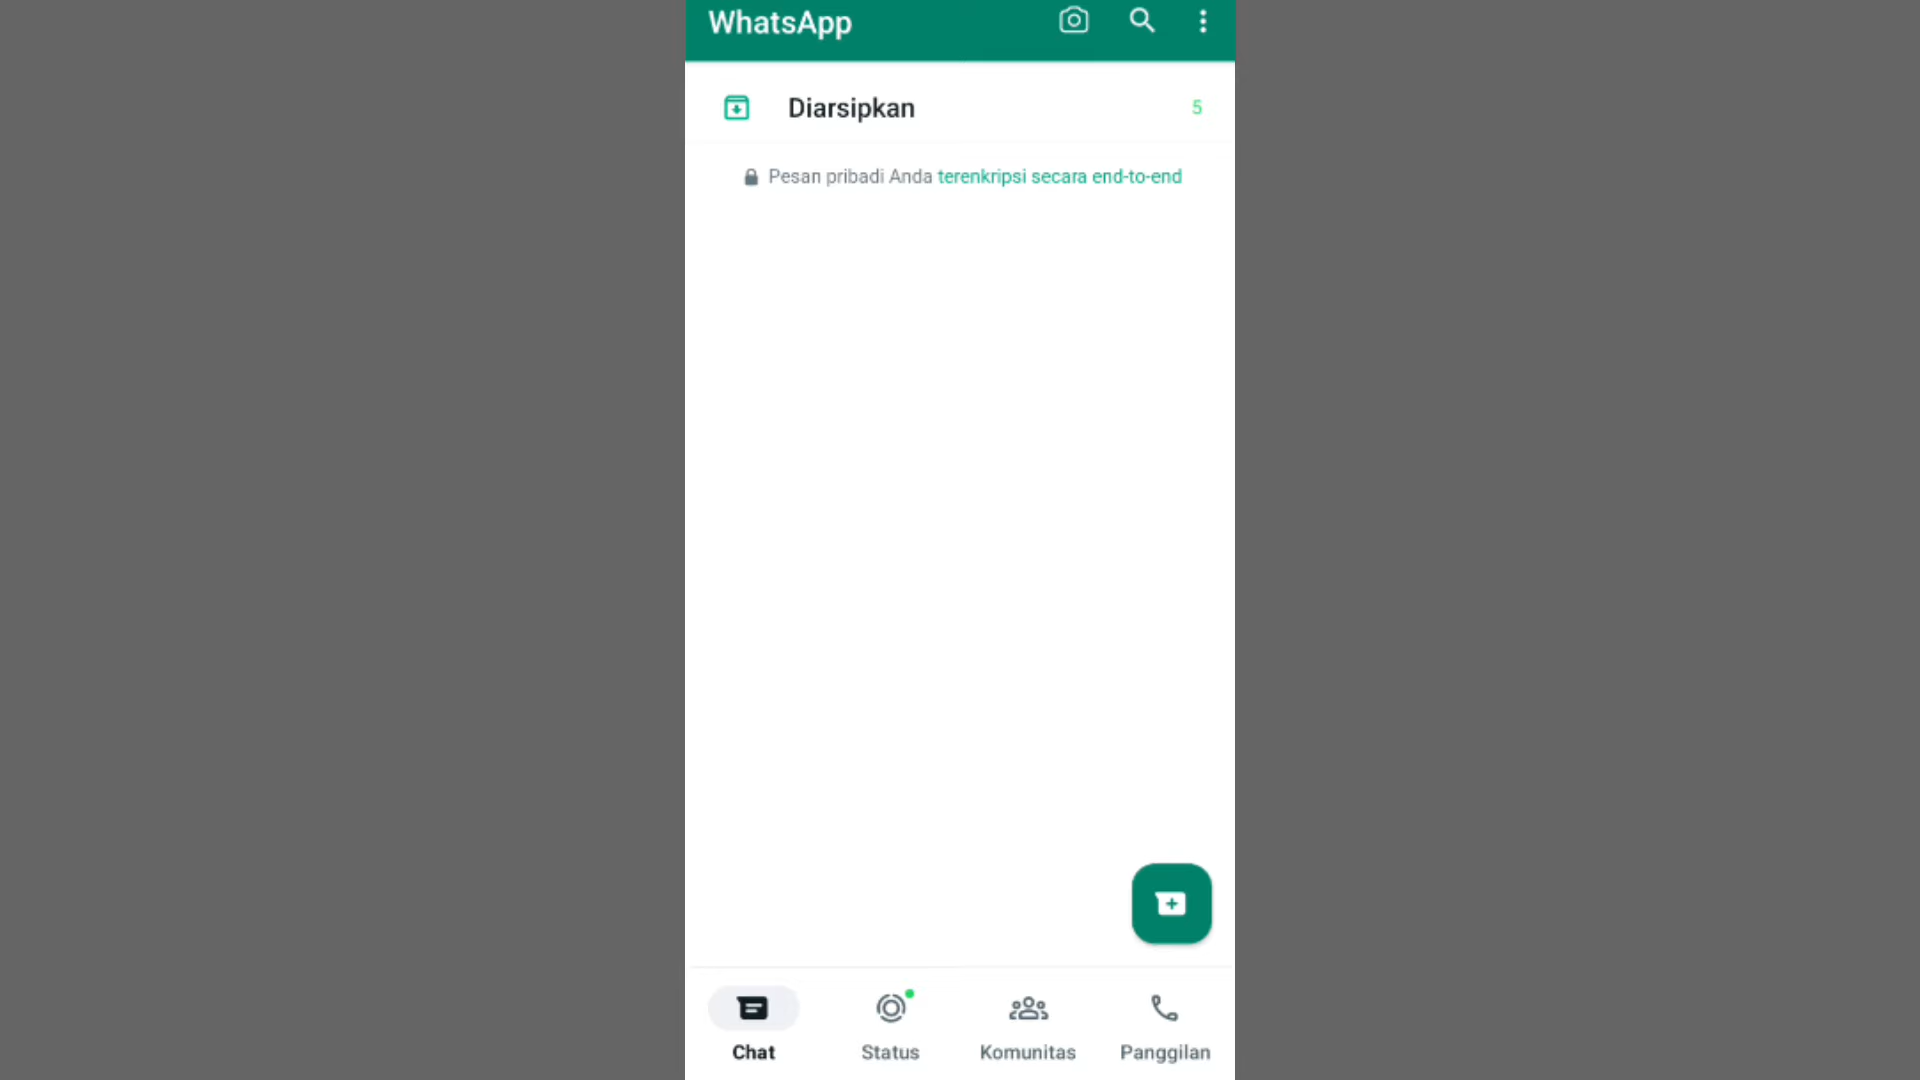 WhatsApp
Diarsipkan 5
Pesan pribadi Anda terenkripsi secara end-to-end
Chat Status Komunitas Panggilan